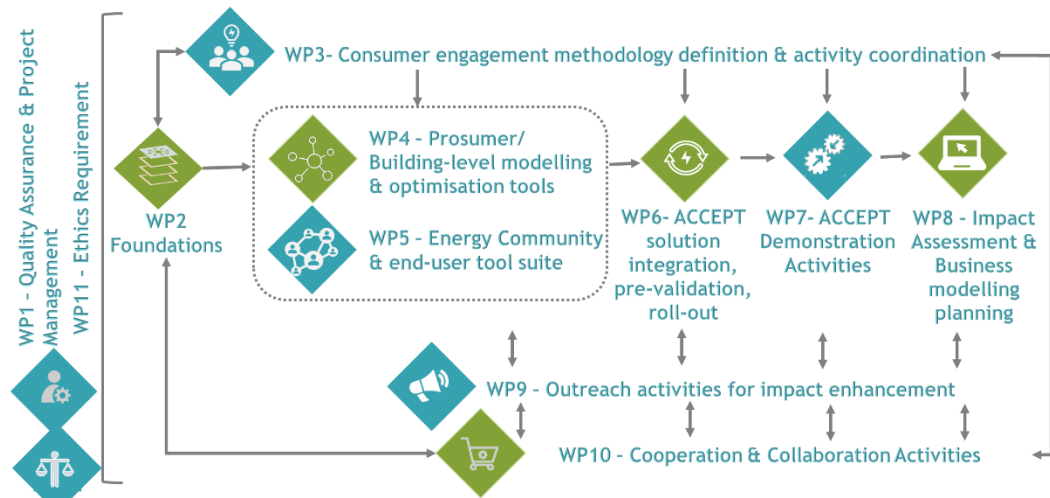 WP1 - Quality Assurance & Project
Management
WP11 - Ethics Requirement
WP3- Consumer engagement methodology definition & activity coordination
WP2
Foundations
WP4 - Prosumer/
Building-level modelling
& optimisation tools
WP5 - Energy Community
& end-user tool suite
WP6- ACCEPT
solution
integration,
pre-validation,
roll-out
WP7- ACCEPT
Demonstration
Activities
WP8 - Impact
Assessment &
Business
modelling
planning
WP9 - Outreach activities for impact enhancement
WP10 - Cooperation & Collaboration Activities